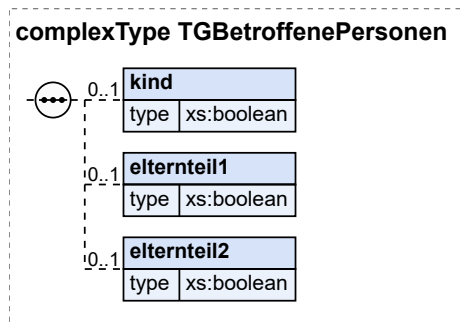 complexType TGBetroffenePersonen
0..1 kind
type xs:boolean
0..1 elternteil1
type xs:boolean
0..1 elternteil2
type xs:boolean